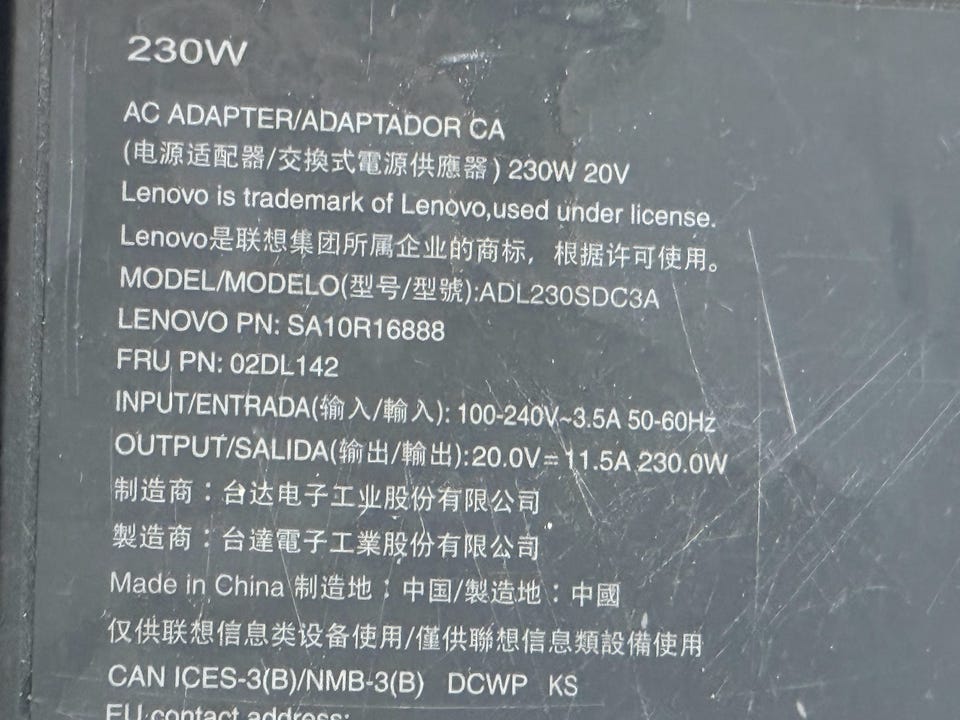 230W
AC ADAPTER/ADAPTADOR CA
(电源适配器/交換式電源供應器) 230W 20V
Lenovo is trademark of Lenovo,used under license.
Lenovo是联想集团所属企业的商标，根据许可使用。
MODEL/MODELO(型号/型號):ADL230SDC3A
LENOVO PN: SA10R16888
FRU PN: 02DL142
INPUT/ENTRADA(输入/輸入): 100-240V~3.5A 50-60Hz
OUTPUT/SALIDA(输出/輸出):20.0V⎓11.5A 230.0W
制造商：台达电子工业股份有限公司
製造商：台達電子工業股份有限公司
Made in China 制造地：中国/製造地：中國
仅供联想信息类设备使用/僅供聯想信息類設備使用
CAN ICES-3(B)/NMB-3(B) DCWP KS
EU contact address: